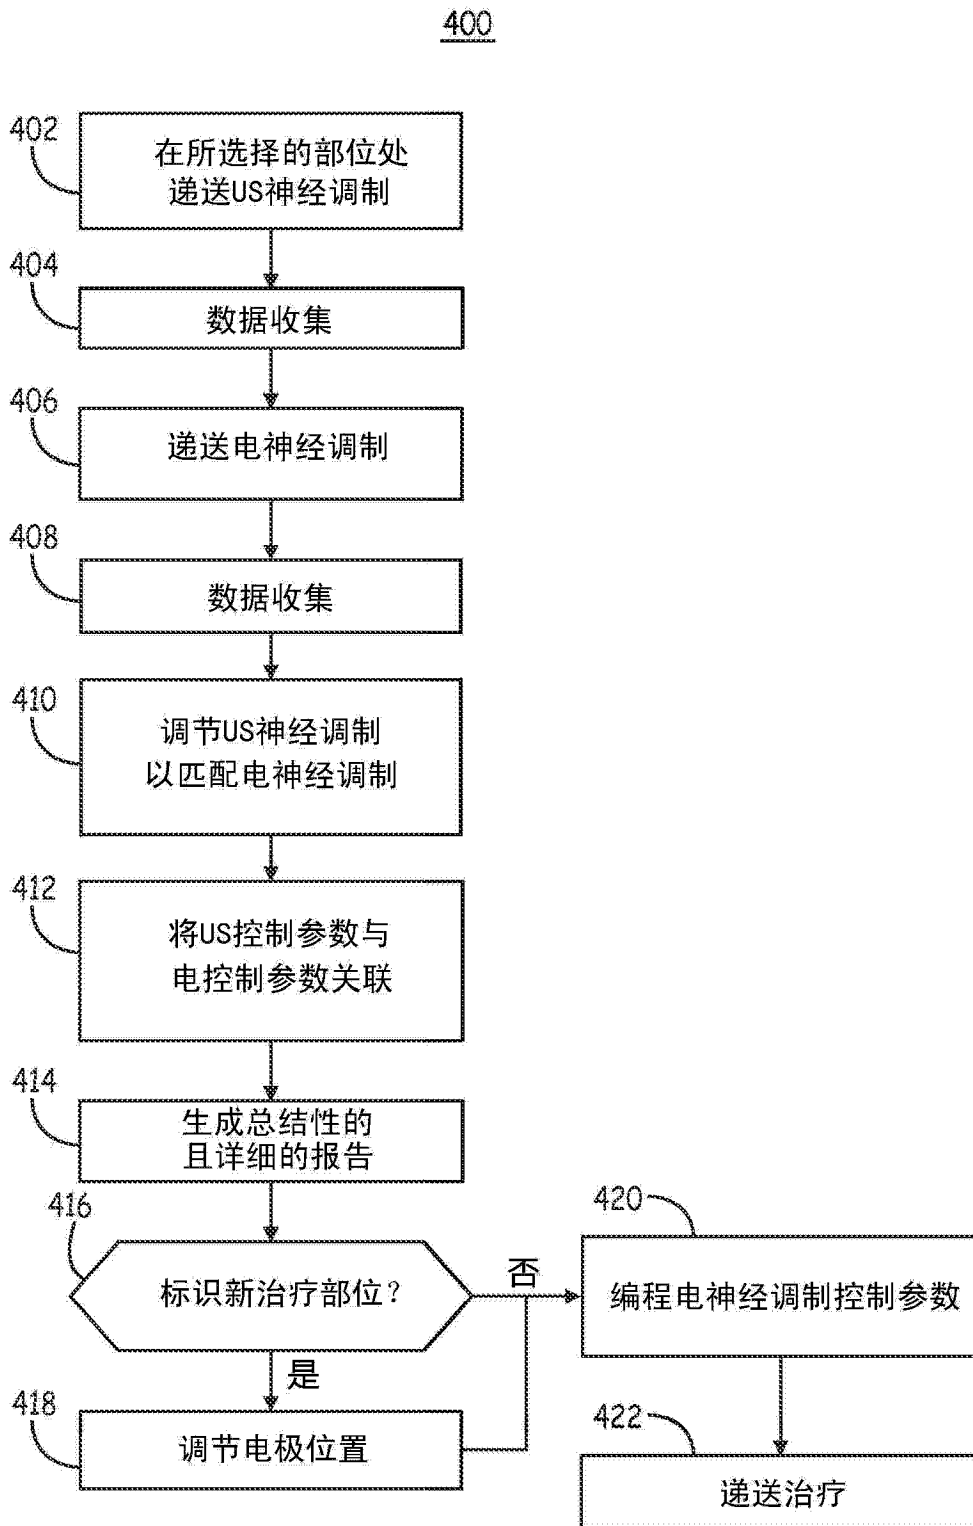 400
402
在所选择的部位处
递送US神经调制
404
数据收集
406
递送电神经调制
408
数据收集
410
调节US神经调制
以匹配电神经调制
412
将US控制参数与
电控制参数关联
414
生成总结性的
且详细的报告
416
标识新治疗部位？
否
是
418
调节电极位置
420
编程电神经调制控制参数
422
递送治疗